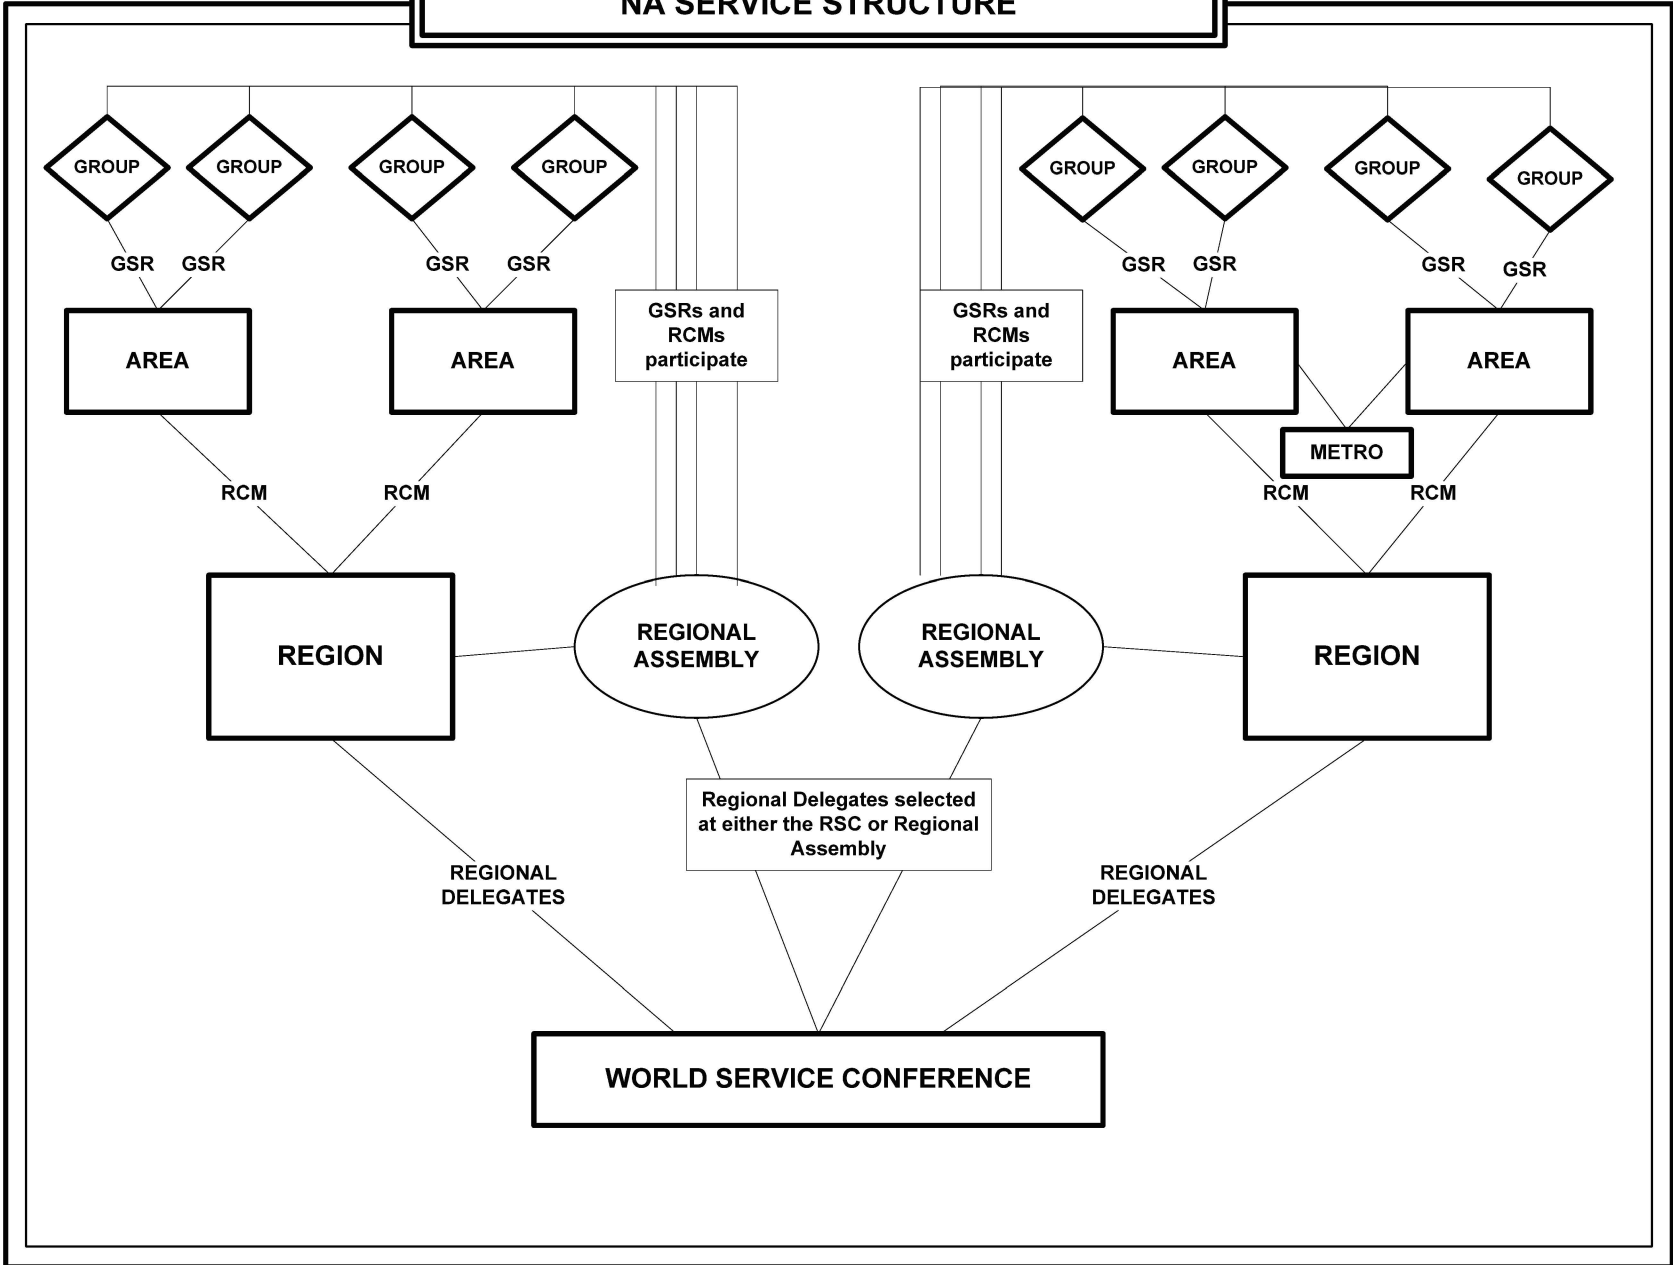 NA SERVICE STRUCTURE
GROUP
GROUP
GROUP
GROUP
GROUP
GROUP
GROUP
GROUP
GSR
GSR
GSR
GSR
GSR
GSR
GSR
GSR
GSRs and
RCMs
participate
GSRs and
RCMs
participate
AREA
AREA
AREA
AREA
METRO
RCM
RCM
RCM
RCM
REGION
REGIONAL
ASSEMBLY
REGIONAL
ASSEMBLY
REGION
Regional Delegates selected
at either the RSC or Regional
Assembly
REGIONAL
DELEGATES
REGIONAL
DELEGATES
WORLD SERVICE CONFERENCE